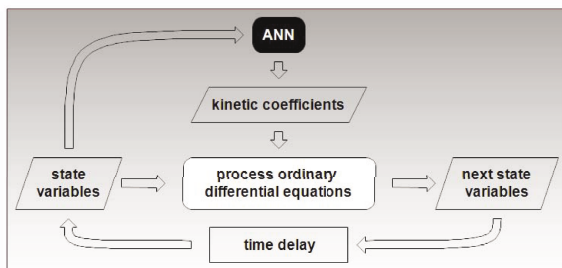 ANN
kinetic coefficients
state
variables
process ordinary
differential equations
next state
variables
time delay